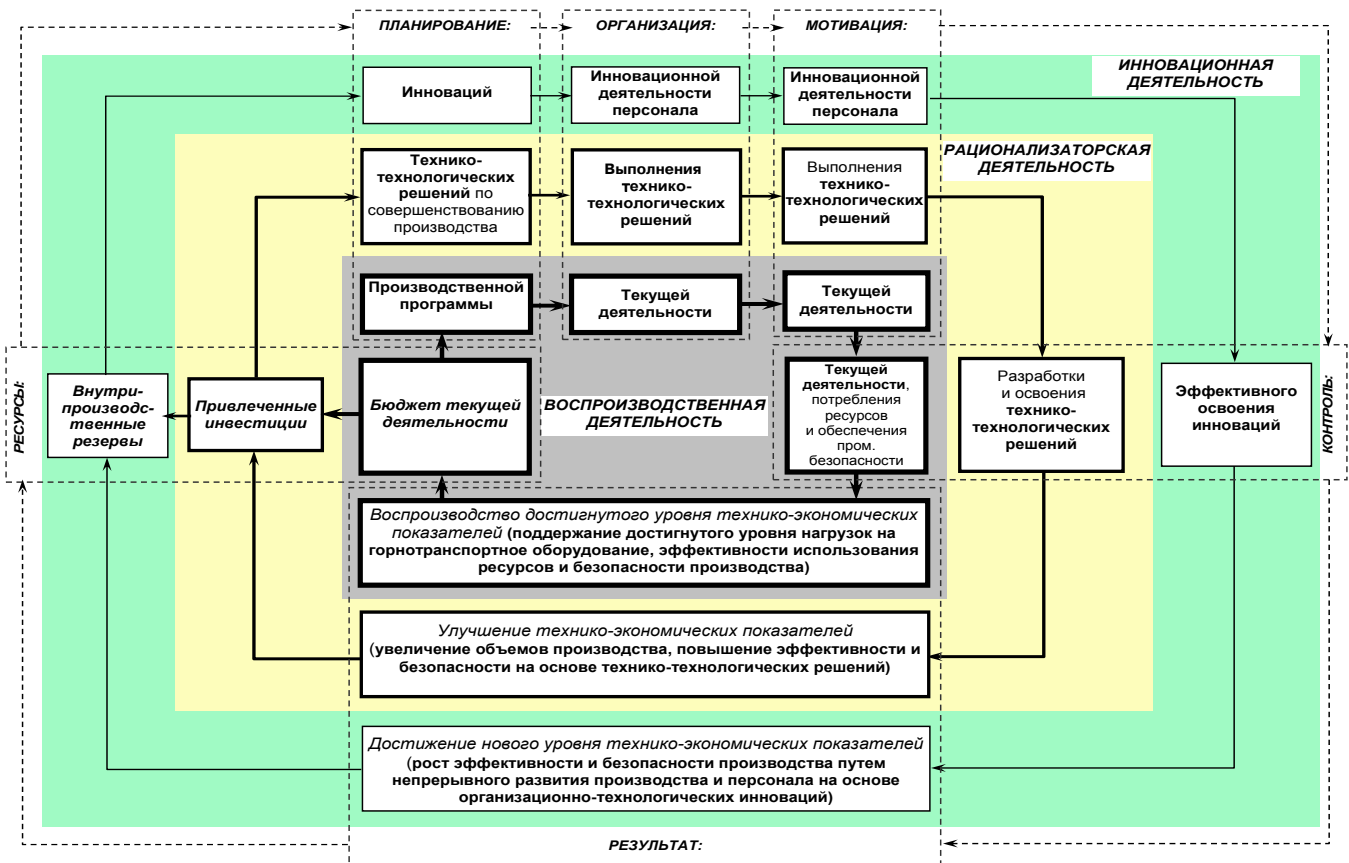 ПЛАНИРОВАНИЕ:
ОРГАНИЗАЦИЯ:
МОТИВАЦИЯ:
ИННОВАЦИОННАЯ
ДЕЯТЕЛЬНОСТЬ
Инноваций
Инновационной
деятельности
персонала
Инновационной
деятельности
персонала
РАЦИОНАЛИЗАТОРСКАЯ
ДЕЯТЕЛЬНОСТЬ
Технико-
технологических
решений по
совершенствованию
производства
Выполнения
технико-
технологических
решений
Выполнения
технико-
технологических
решений
Производственной
программы
Текущей
деятельности
Текущей
деятельности
РЕСУРСЫ:
Внутри-
производс-
твенные
резервы
Привлеченные
инвестиции
Бюджет текущей
деятельности
ВОСПРОИЗВОДСТВЕННАЯ
ДЕЯТЕЛЬНОСТЬ
Текущей
деятельности,
потребления
ресурсов
и обеспечения
пром.
безопасности
Разработки
и освоения
технико-
технологических
решений
Эффективного
освоения
инноваций
КОНТРОЛЬ:
Воспроизводство достигнутого уровня технико-экономических
показателей (поддержание достигнутого уровня нагрузок на
горнотранспортное оборудование, эффективности использования
ресурсов и безопасности производства)
Улучшение технико-экономических показателей
(увеличение объемов производства, повышение эффективности и
безопасности на основе технико-технологических решений)
Достижение нового уровня технико-экономических показателей
(рост эффективности и безопасности производства путем
непрерывного развития производства и персонала на основе
организационно-технологических инноваций)
РЕЗУЛЬТАТ: